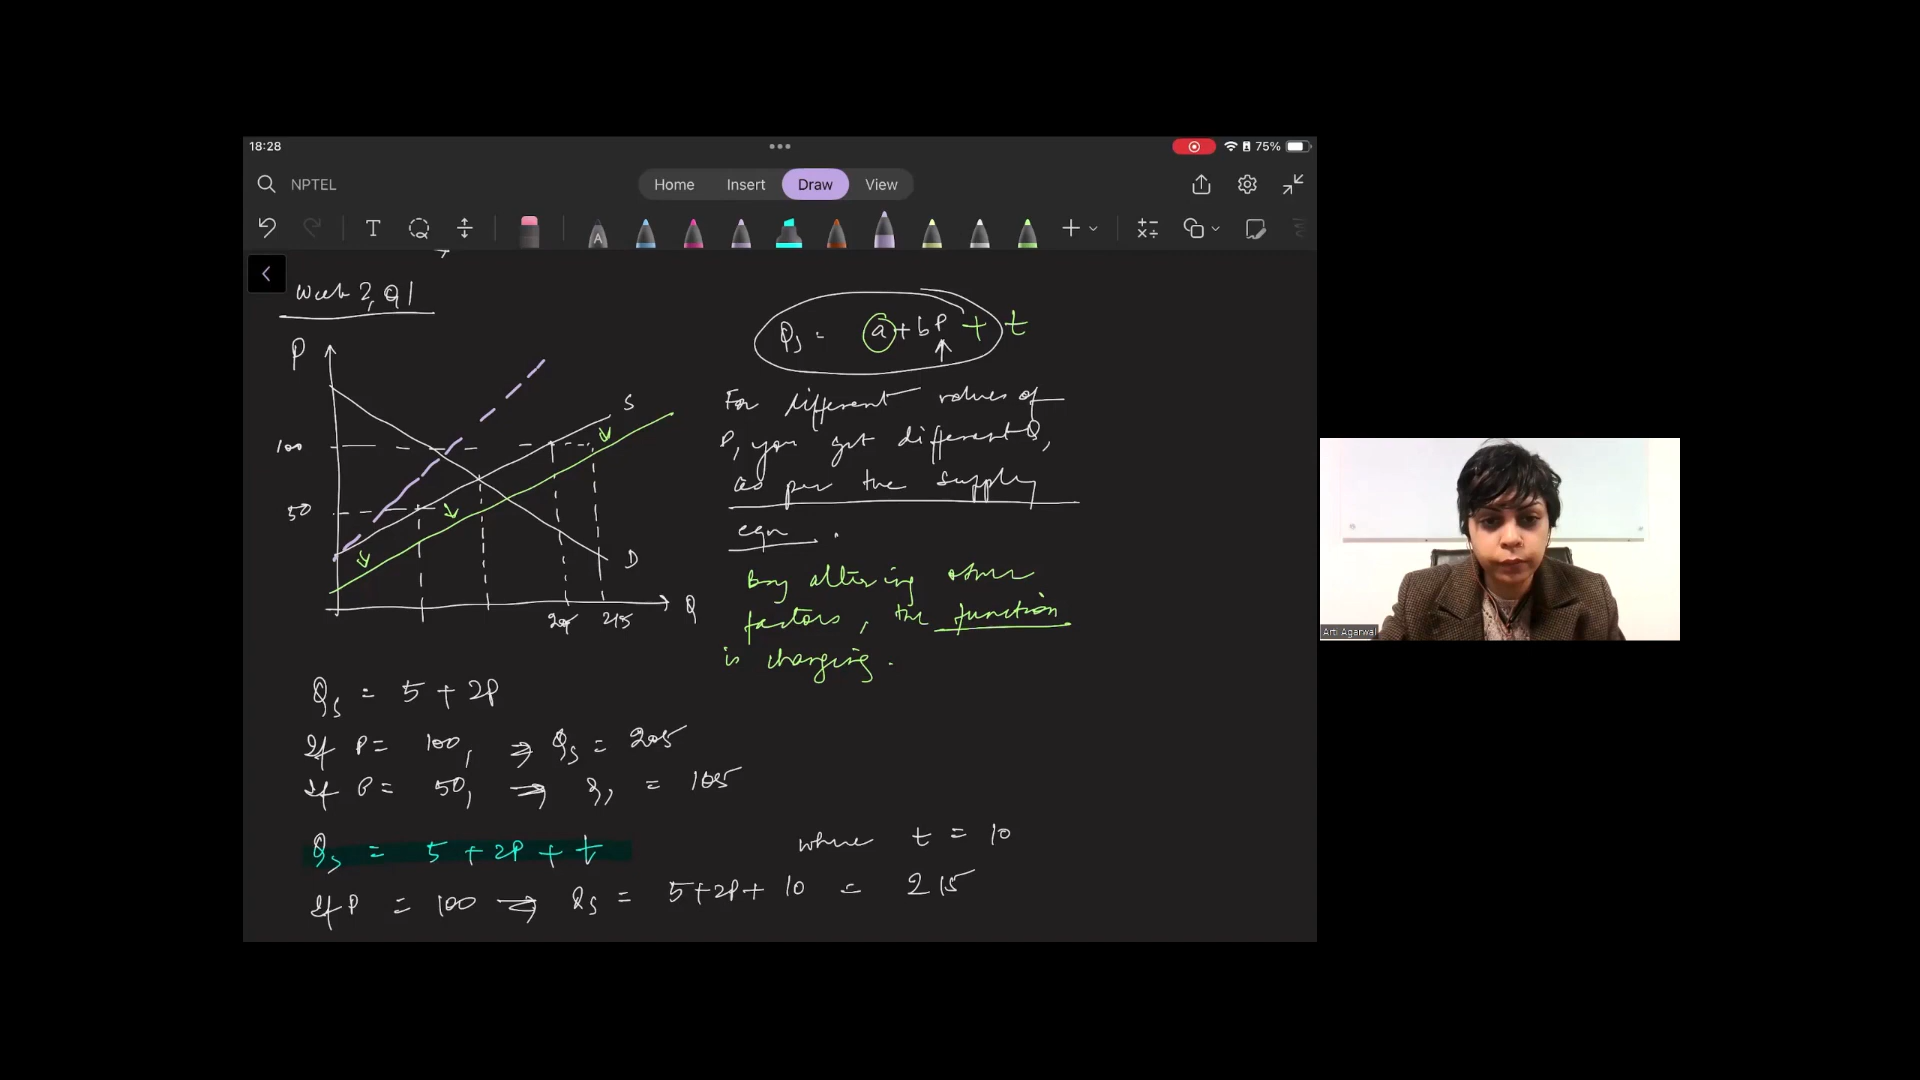 18:28
75%
NPTEL
Home Insert Draw View
T
A
Week 2, Q1
P
100
50
S
D
Q
205 215
Qs = a + bP + t
For different values of
P, you get different Q,
as per the supply
eqn.
By altering other
factors, the function
is changing.
Qs = 5 + 2P
If P = 100, ⇒ Qs = 205
If P = 50, ⇒ Qs = 105
Qs = 5 + 2P + t where t = 10
If P = 100 ⇒ Qs = 5+2P+ 10 = 215
Arti Agarwal